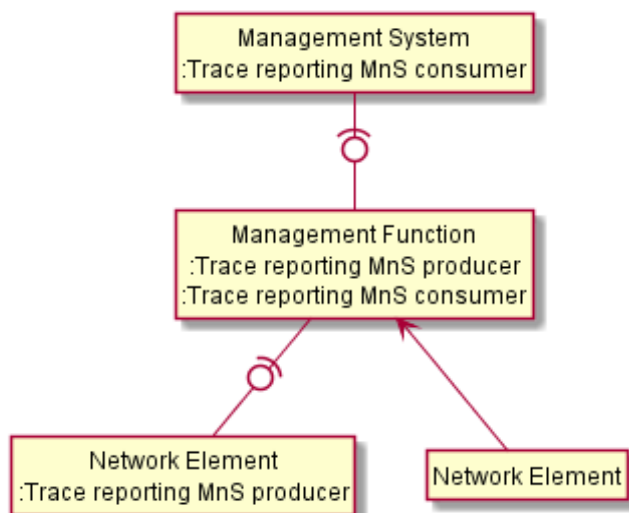 Management System
:Trace reporting MnS consumer
Management Function
:Trace reporting MnS producer
:Trace reporting MnS consumer
Network Element
:Trace reporting MnS producer
Network Element